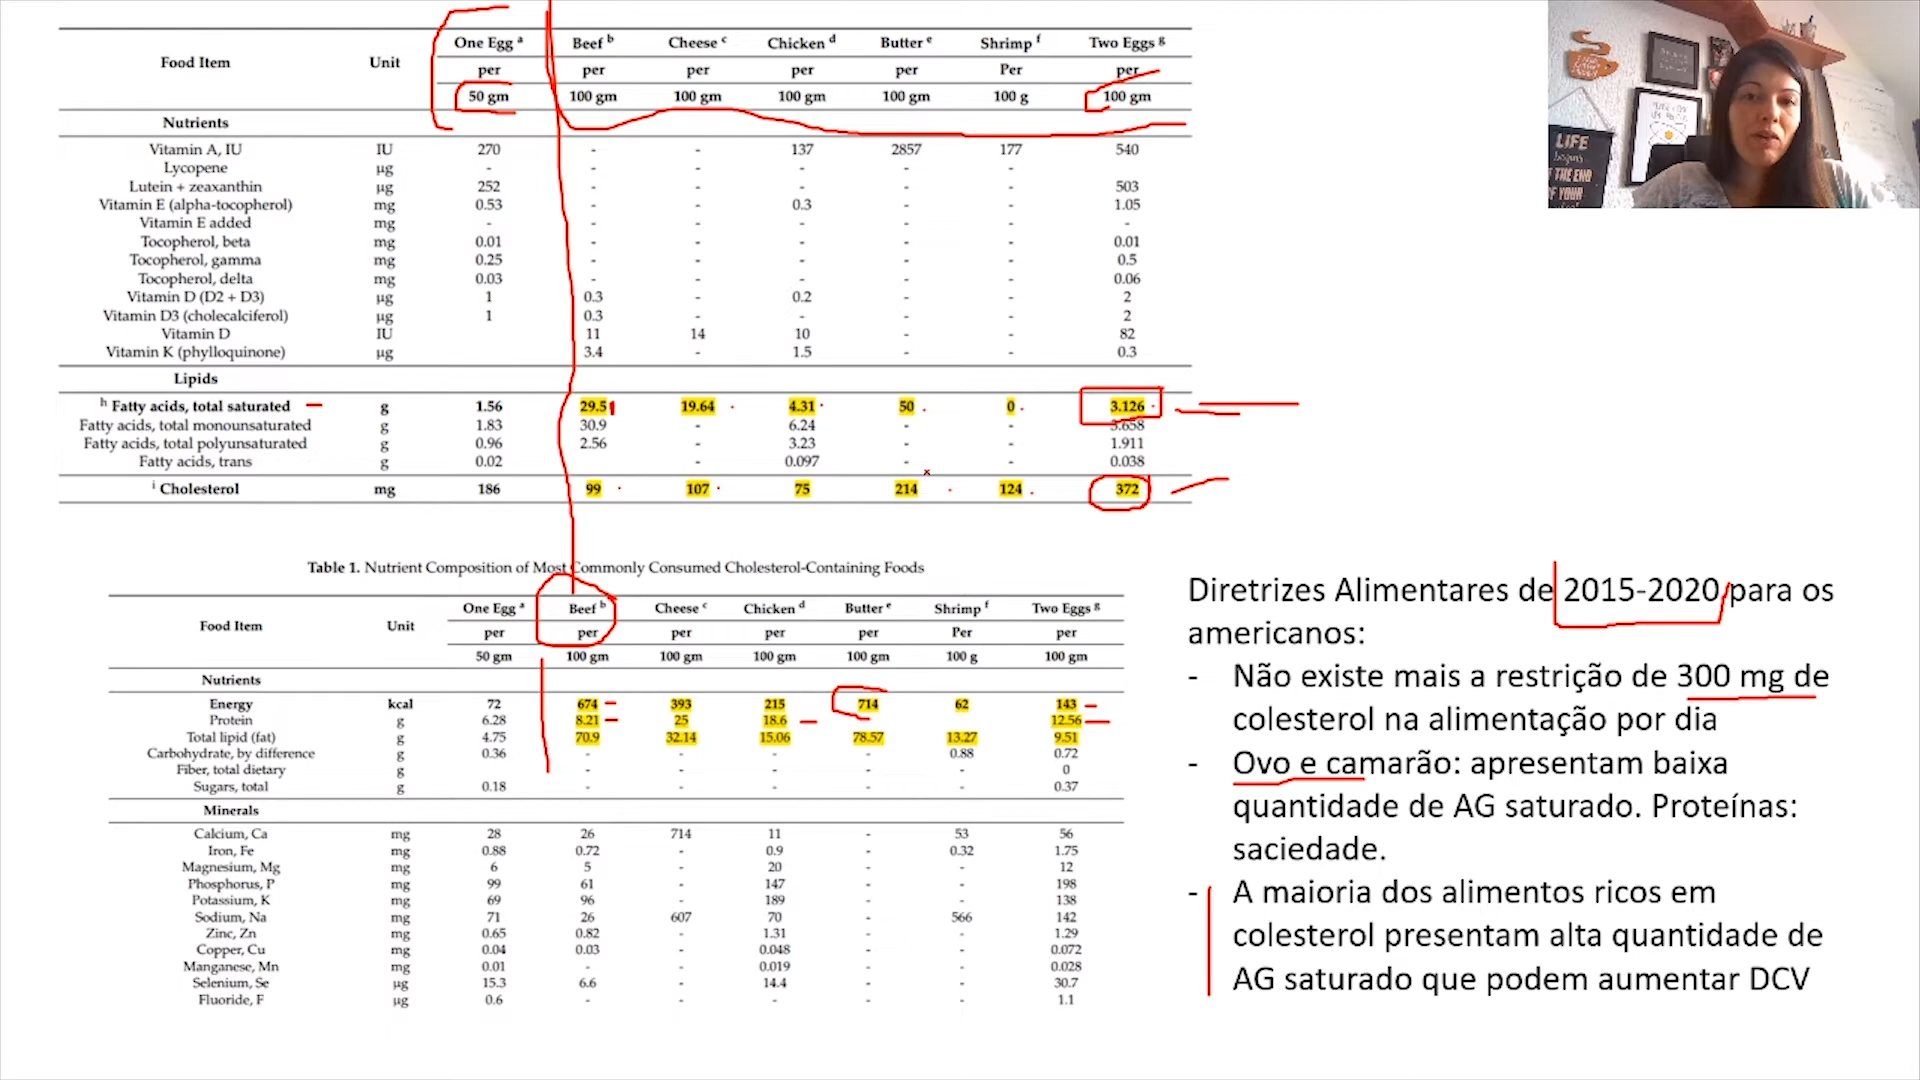 Food Item Unit One Egg a Beef b Cheese c Chicken d Butter e Shrimp f Two Eggs g
per per per per per Per per
50 gm 100 gm 100 gm 100 gm 100 gm 100 g 100 gm
Nutrients
Vitamin A, IU IU 270 - - 137 2857 177 540
Lycopene µg - - - - - -
Lutein + zeaxanthin µg 252 - - - - - 503
Vitamin E (alpha-tocopherol) mg 0.53 - - 0.3 - - 1.05
Vitamin E added mg - - - - - - -
Tocopherol, beta mg 0.01 - - - - - 0.01
Tocopherol, gamma mg 0.25 - - - - - 0.5
Tocopherol, delta mg 0.03 - - - - - 0.06
Vitamin D (D2 + D3) µg 1 0.3 - 0.2 - - 2
Vitamin D3 (cholecalciferol) µg 1 0.3 - - - - 2
Vitamin D IU 11 14 10 - - 82
Vitamin K (phylloquinone) µg 3.4 - 1.5 - - 0.3
Lipids
h Fatty acids, total saturated g 1.56 29.51 19.64 4.31 50 0 3.126
Fatty acids, total monounsaturated g 1.83 30.9 - 6.24 - - 3.658
Fatty acids, total polyunsaturated g 0.96 2.56 - 3.23 - - 1.911
Fatty acids, trans g 0.02 - 0.097 - - 0.038
i Cholesterol mg 186 99 107 75 214 124 372
Table 1. Nutrient Composition of Most Commonly Consumed Cholesterol-Containing Foods
Food Item Unit One Egg a Beef b Cheese c Chicken d Butter e Shrimp f Two Eggs g
per per per per per Per per
50 gm 100 gm 100 gm 100 gm 100 gm 100 g 100 gm
Nutrients
Energy kcal 72 674 393 215 714 62 143
Protein g 6.28 8.21 25 18.6 12.56
Total lipid (fat) g 4.75 70.9 32.14 15.06 78.57 13.27 9.51
Carbohydrate, by difference g 0.36 - - - - 0.88 0.72
Fiber, total dietary g - - - - - 0
Sugars, total g 0.18 - - - - - 0.37
Minerals
Calcium, Ca mg 28 26 714 11 - 53 56
Iron, Fe mg 0.88 0.72 - 0.9 - 0.32 1.75
Magnesium, Mg mg 6 5 20 - - 12
Phosphorus, P mg 99 61 - 147 - - 198
Potassium, K mg 69 96 - 189 - - 138
Sodium, Na mg 71 26 607 70 - 566 142
Zinc, Zn mg 0.65 0.82 - 1.31 - - 1.29
Copper, Cu mg 0.04 0.03 - 0.048 - - 0.072
Manganese, Mn mg 0.01 - - 0.019 - - 0.028
Selenium, Se µg 15.3 6.6 - 14.4 - - 30.7
Fluoride, F µg 0.6 - - - - - 1.1
Diretrizes Alimentares de 2015-2020 para os
americanos:
- Não existe mais a restrição de 300 mg de
colesterol na alimentação por dia
- Ovo e camarão: apresentam baixa
quantidade de AG saturado. Proteínas:
saciedade.
- A maioria dos alimentos ricos em
colesterol presentam alta quantidade de
AG saturado que podem aumentar DCV
LIFE
begins
THE END
OF YOUR